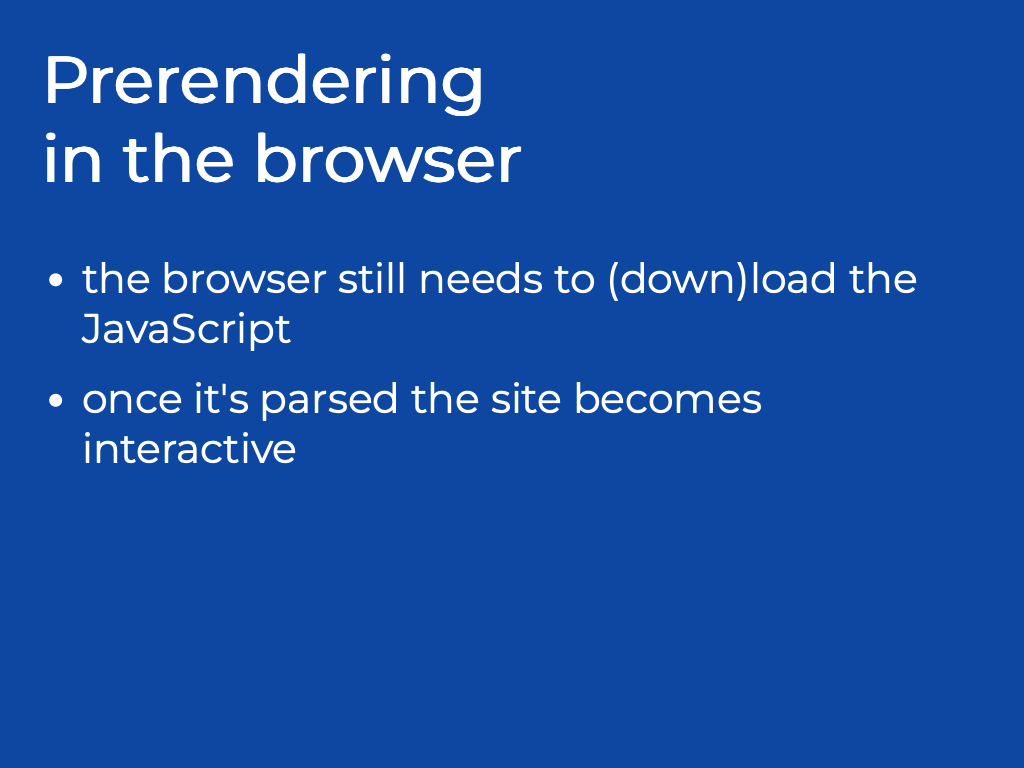 Prerendering
in the browser
• the browser still needs to (down)load the
JavaScript
• once it's parsed the site becomes
interactive